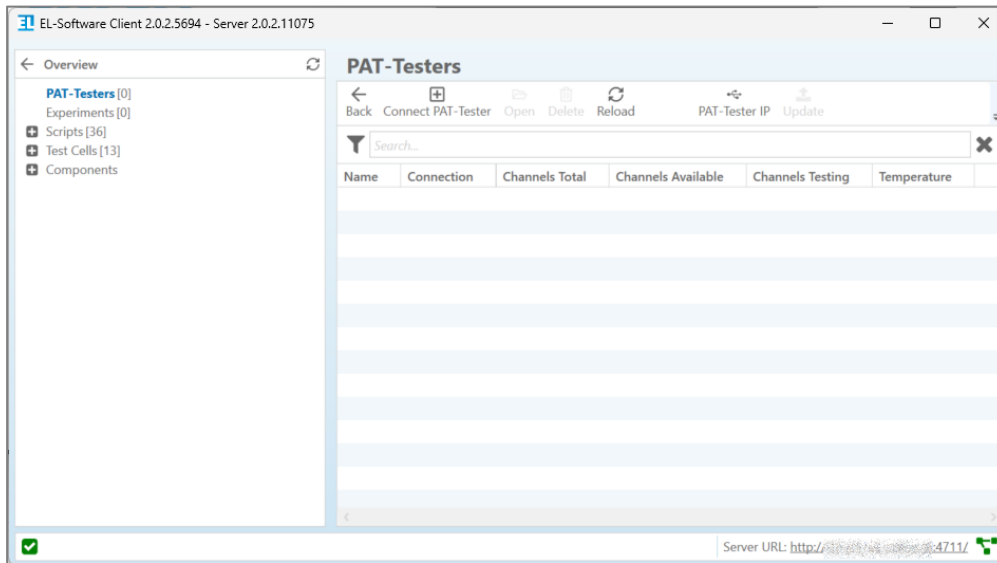 EL-Software Client 2.0.2.5694 - Server 2.0.2.11075
Overview
PAT-Testers [0]
Experiments [0]
Scripts [36]
Test Cells [13]
Components
PAT-Testers
Back Connect PAT-Tester Open Delete Reload PAT-Tester IP Update
Search...
Name Connection Channels Total Channels Available Channels Testing Temperature
Server URL: http:// :4711/